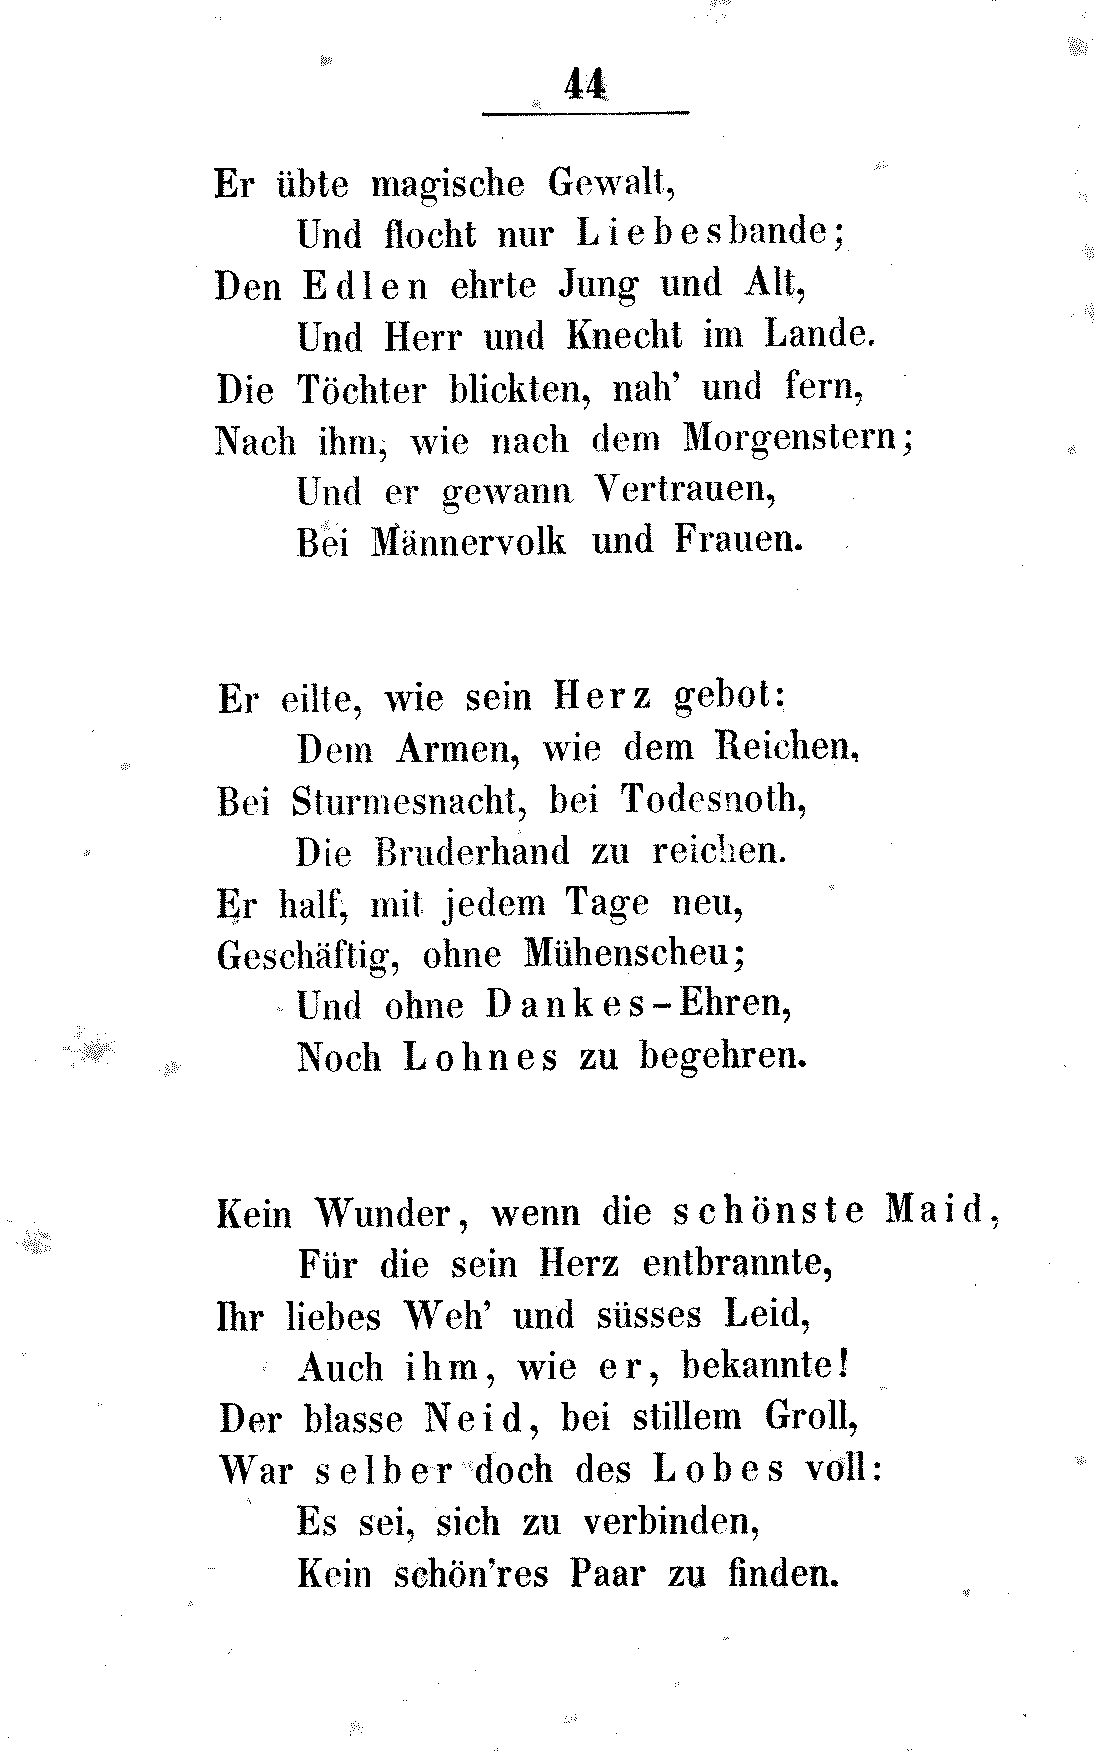 44
Er übte magische Gewalt,
Und flocht nur Liebesbande;
Den Edlen ehrte Jung und Alt,
Und Herr und Knecht im Lande.
Die Töchter blickten, nah' und fern,
Nach ihm, wie nach dem Morgenstern;
Und er gewann Vertrauen,
Bei Männervolk und Frauen.
Er eilte, wie sein Herz gebot:
Dem Armen, wie dem Reichen,
Bei Sturmesnacht, bei Todesnoth,
Die Bruderhand zu reichen.
Er half, mit jedem Tage neu,
Geschäftig, ohne Mühenscheu;
Und ohne Dankes-Ehren,
Noch Lohnes zu begehren.
Kein Wunder, wenn die schönste Maid,
Für die sein Herz entbrannte,
Ihr liebes Weh' und süsses Leid,
Auch ihm, wie er, bekannte!
Der blasse Neid, bei stillem Groll,
War selber doch des Lobes voll:
Es sei, sich zu verbinden,
Kein schön'res Paar zu finden.